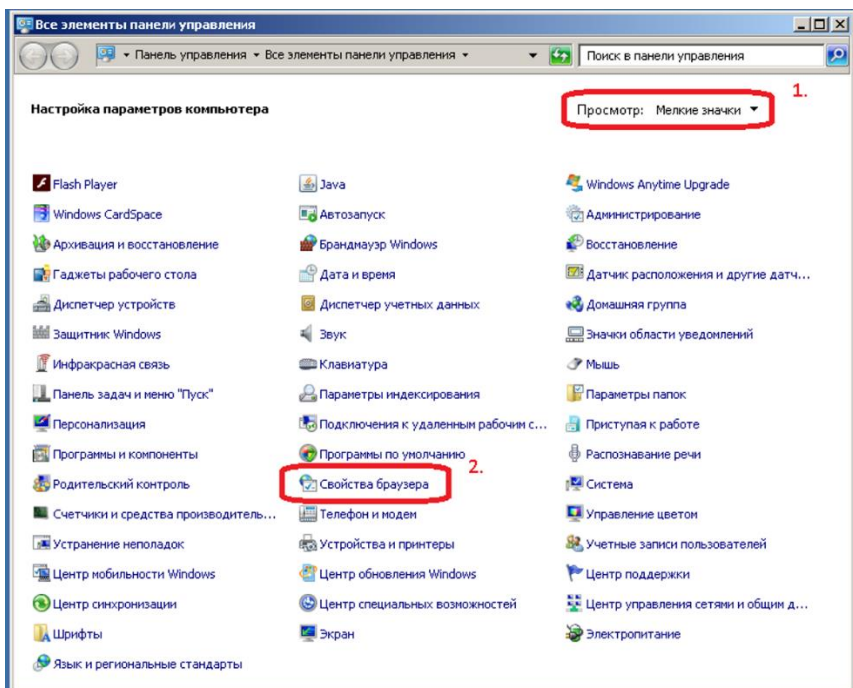 Все элементы панели управления
Панель управления Все элементы панели управления
Поиск в панели управления
Настройка параметров компьютера
Просмотр: Мелкие значки
1.
Flash Player
Java
Windows Anytime Upgrade
Windows CardSpace
Автозапуск
Администрирование
Архивация и восстановление
Брандмауэр Windows
Восстановление
Гаджеты рабочего стола
Дата и время
Датчик расположения и другие датч...
Диспетчер устройств
Диспетчер учетных данных
Домашняя группа
Защитник Windows
Звук
Значки области уведомлений
Инфракрасная связь
Клавиатура
Мышь
Панель задач и меню "Пуск"
Параметры индексирования
Параметры папок
Персонализация
Подключения к удаленным рабочим с...
Приступая к работе
Программы и компоненты
Программы по умолчанию
Распознавание речи
2.
Родительский контроль
Свойства браузера
Система
Счетчики и средства производитель...
Телефон и модем
Управление цветом
Устранение неполадок
Устройства и принтеры
Учетные записи пользователей
Центр мобильности Windows
Центр обновления Windows
Центр поддержки
Центр синхронизации
Центр специальных возможностей
Центр управления сетями и общим д...
Шрифты
Экран
Электропитание
Язык и региональные стандарты